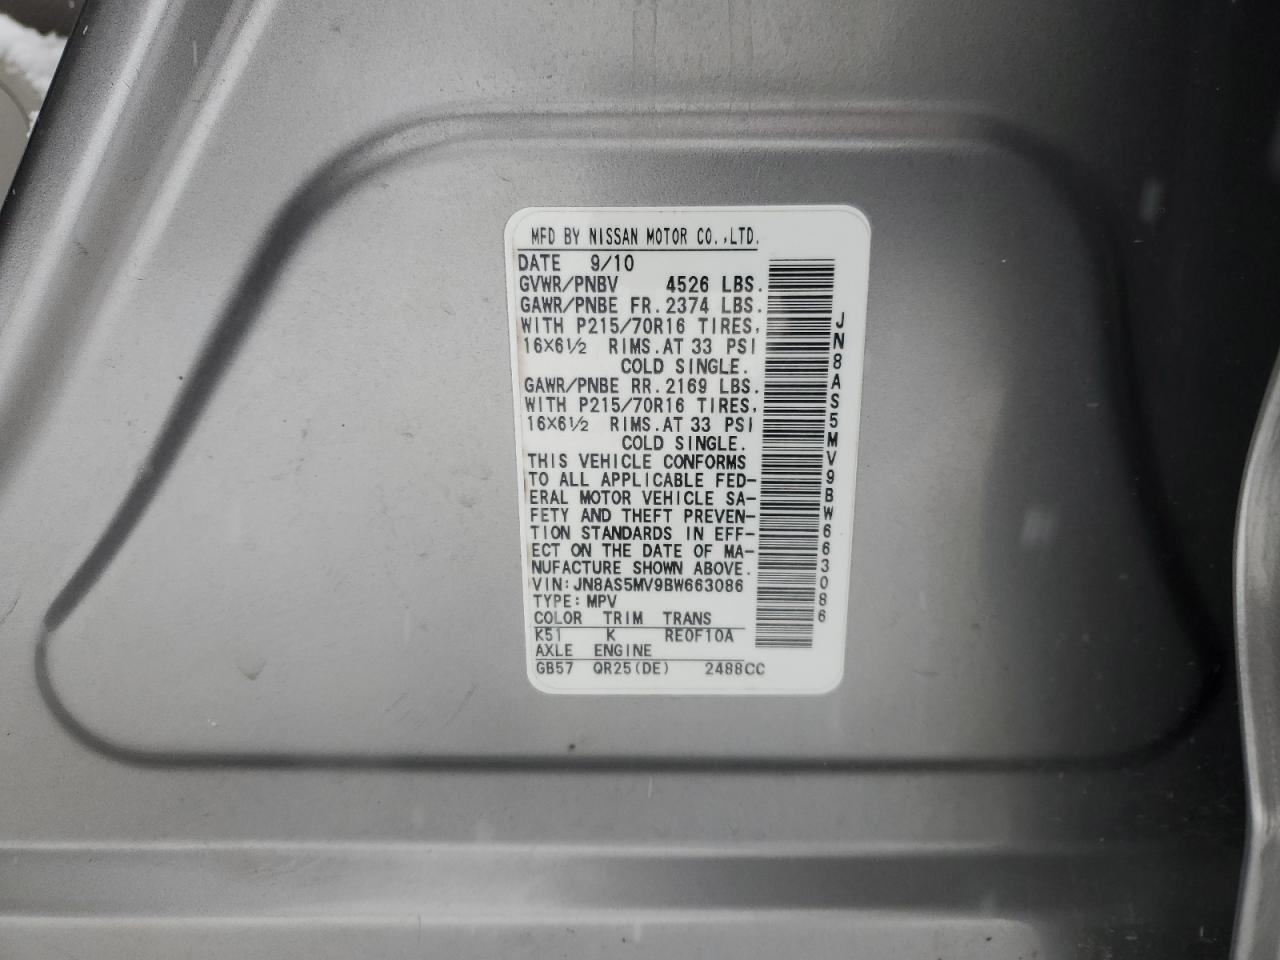 MFD BY NISSAN MOTOR CO.,LTD.
DATE 9/10
GVWR/PNBV 4526 LBS.
GAWR/PNBE FR. 2374 LBS.
WITH P215/70R16 TIRES,
16X6½ RIMS. AT 33 PSI
COLD SINGLE.
GAWR/PNBE RR. 2169 LBS.
WITH P215/70R16 TIRES,
16X6½ RIMS. AT 33 PSI
COLD SINGLE.
THIS VEHICLE CONFORMS
TO ALL APPLICABLE FED-
ERAL MOTOR VEHICLE SA-
FETY AND THEFT PREVEN-
TION STANDARDS IN EFF-
ECT ON THE DATE OF MA-
NUFACTURE SHOWN ABOVE.
VIN: JN8AS5MV9BW663086
TYPE: MPV
COLOR TRIM TRANS
K51 K RE0F10A
AXLE ENGINE
GB57 QR25(DE) 2488CC
JN8AS5MV9BW663086